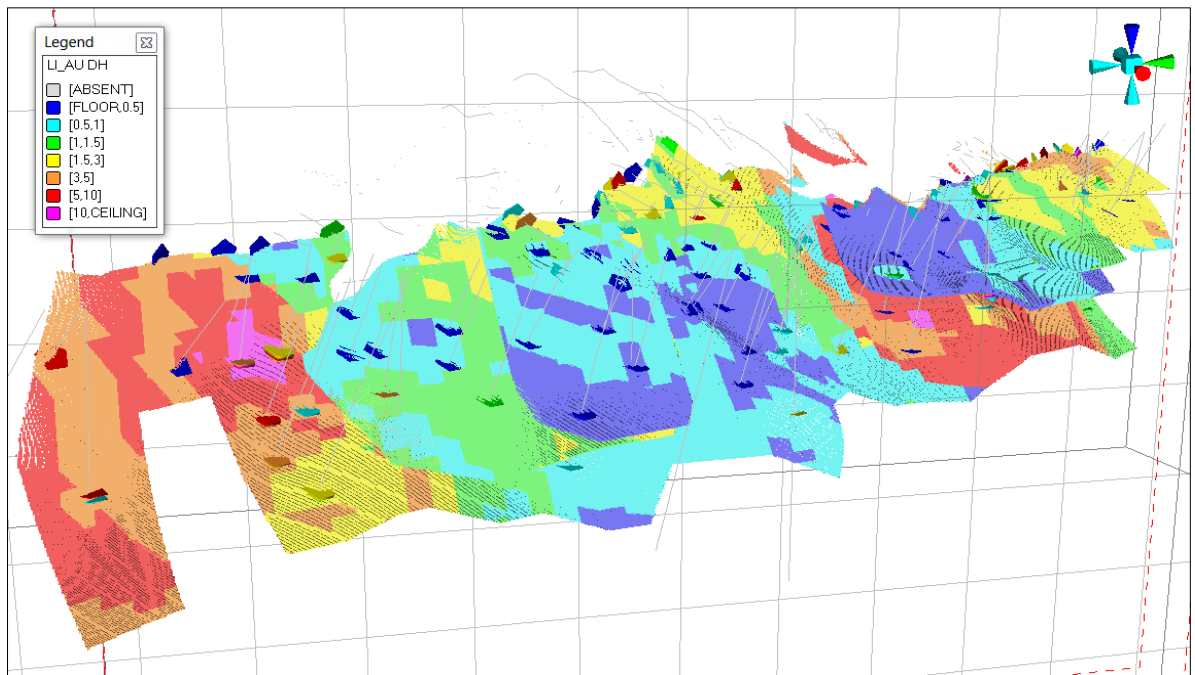 Legend
LI_AU DH
[ABSENT]
[FLOOR,0.5]
[0.5,1]
[1,1.5]
[1.5,3]
[3,5]
[5,10]
[10,CEILING]